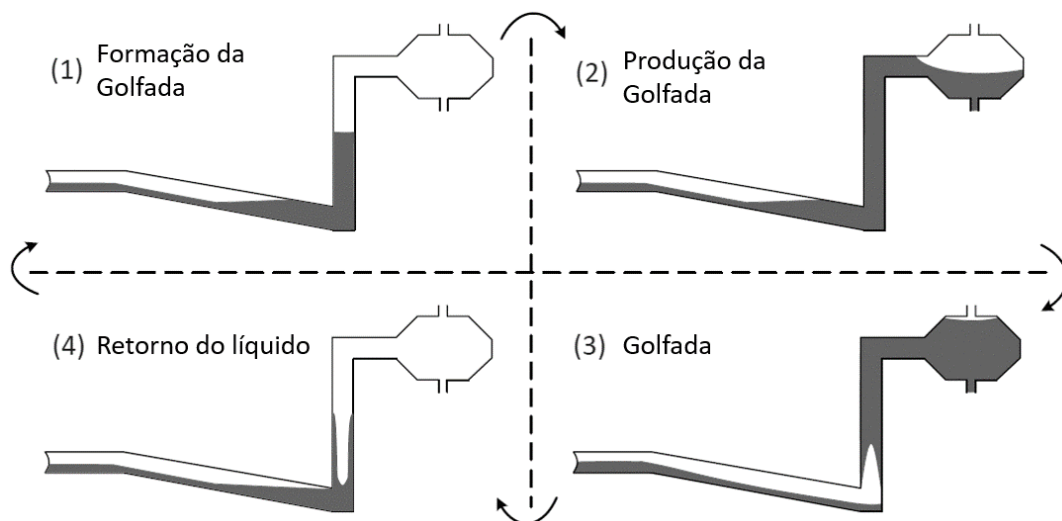 (1) Formação da
Golfada
(2) Produção da
Golfada
(4) Retorno do líquido
(3) Golfada